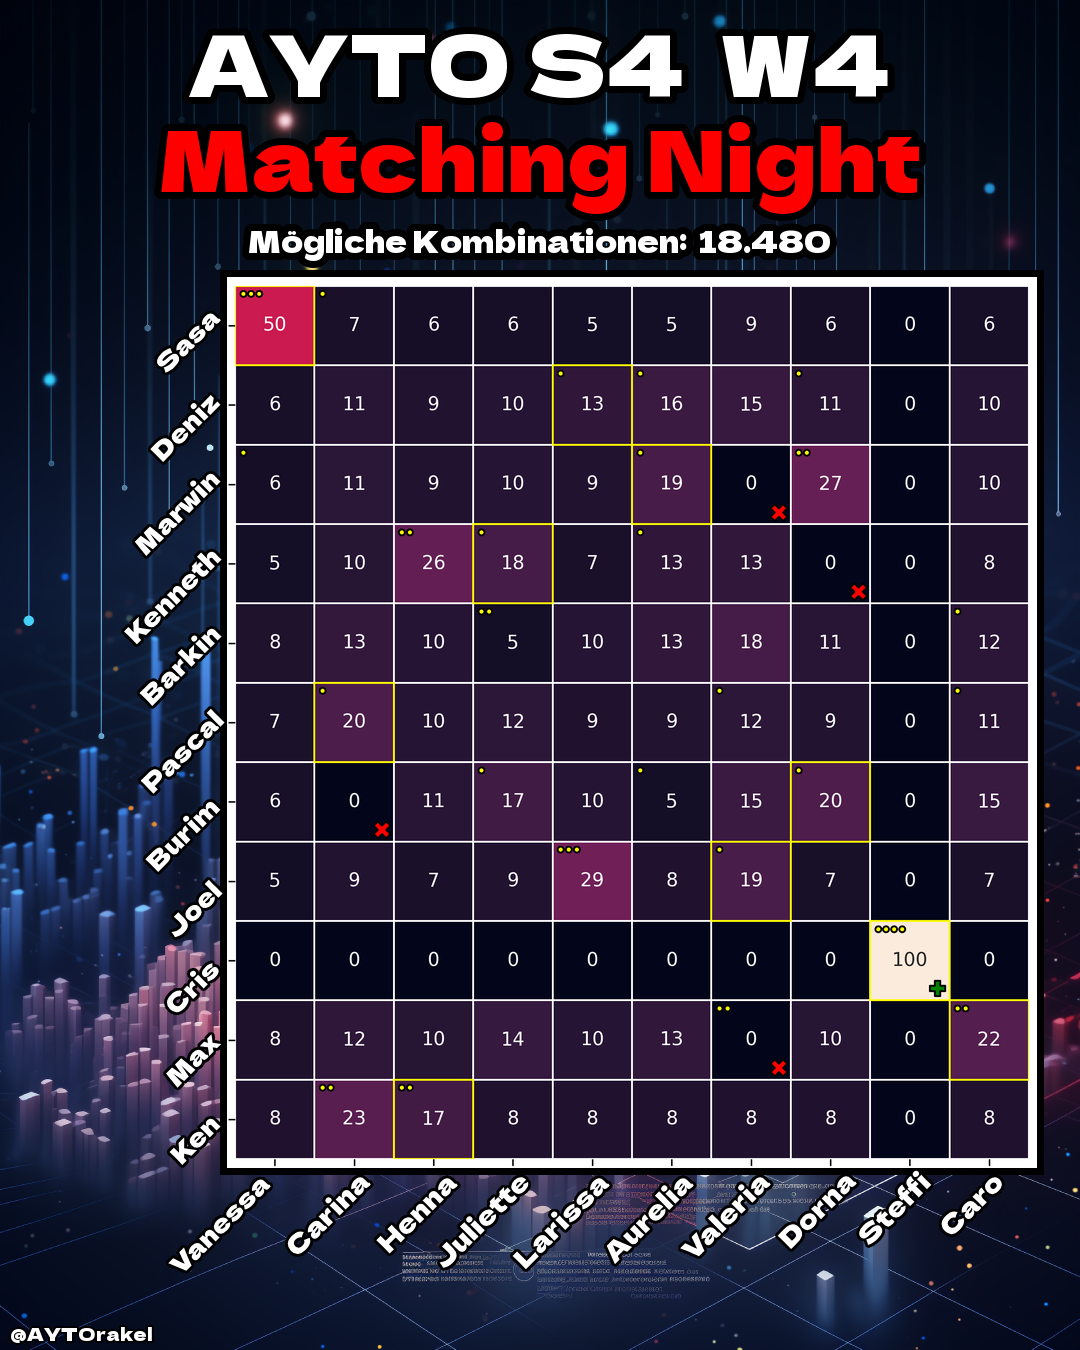 AYTO S4 W4
Matching Night
Mögliche Kombinationen: 18.480
Sasa 50 7 6 6 5 5 9 6 0 6
Deniz 6 11 9 10 13 16 15 11 0 10
Marwin 6 11 9 10 9 19 0 27 0 10
Kenneth 5 10 26 18 7 13 13 0 0 8
Barkin 8 13 10 5 10 13 18 11 0 12
Pascal 7 20 10 12 9 9 12 9 0 11
Burim 6 0 11 17 10 5 15 20 0 15
Joel 5 9 7 9 29 8 19 7 0 7
Cris 0 0 0 0 0 0 0 0 100 0
Max 8 12 10 14 10 13 0 10 0 22
Ken 8 23 17 8 8 8 8 8 0 8
Vanessa Carina Henna Juliette Larissa Aurelia Valeria Dorna Steffi Caro
@AYTOrakel